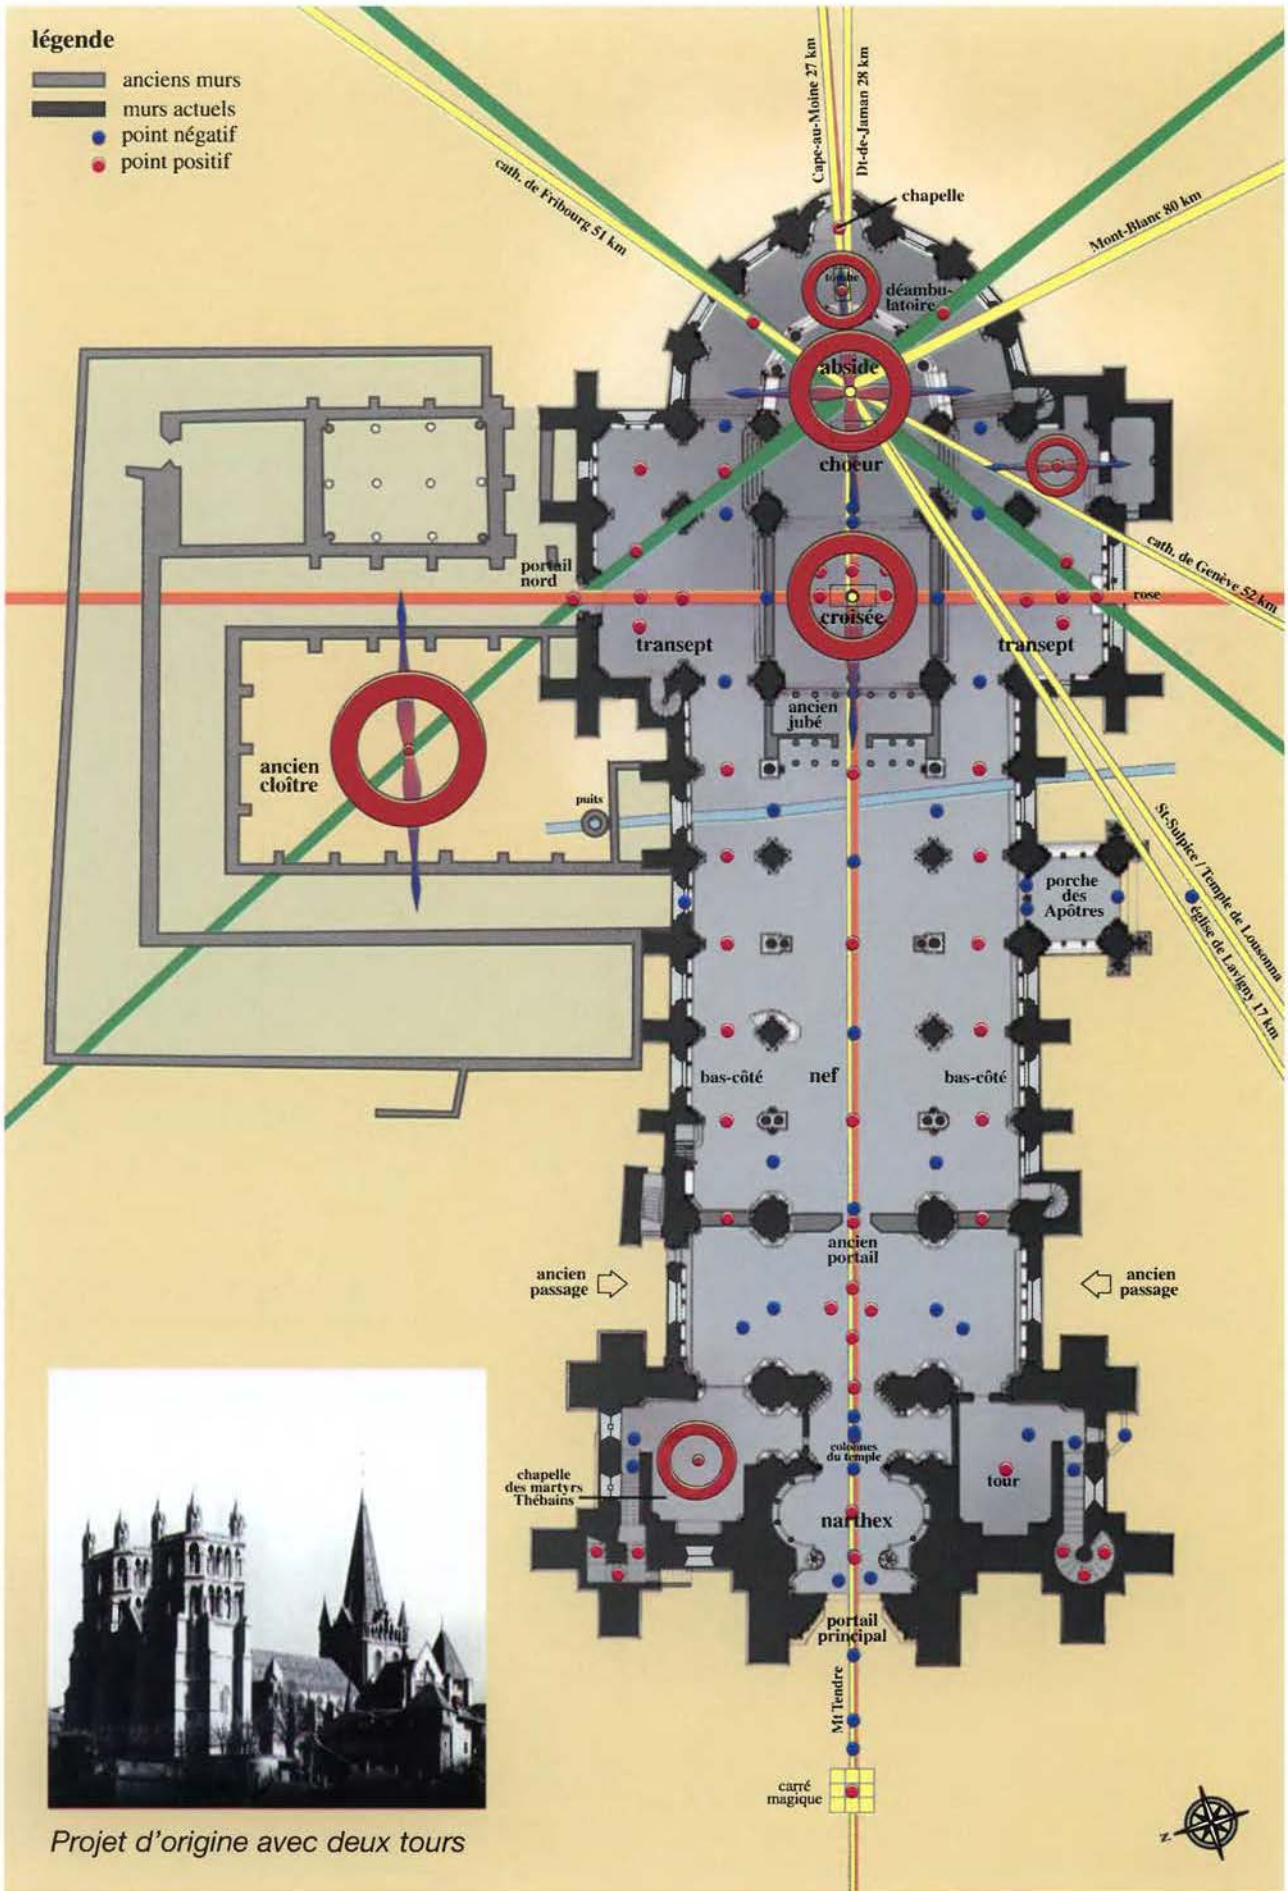 légende
anciens murs
murs actuels
point négatif
point positif
cath. de Fribourg 51 km
Cape-au-Moine 27 km
Dt-de-Jaman 28 km
chapelle
Mont-Blanc 80 km
tombe
déambu-
latoire
abside
choeur
cath. de Genève 52 km
portail
nord
croisée
rose
transept
transept
ancien
jubé
ancien
cloître
puits
porche
des
Apôtres
St-Sulpice / Temple de Lousonna
église de Lavigny 17 km
bas-côté
nef
bas-côté
ancien
portail
ancien
passage
ancien
passage
colonnes
du temple
chapelle
des martyrs
Thébains
tour
narthex
portail
principal
Mt Tendre
carré
magique
Projet d'origine avec deux tours
N